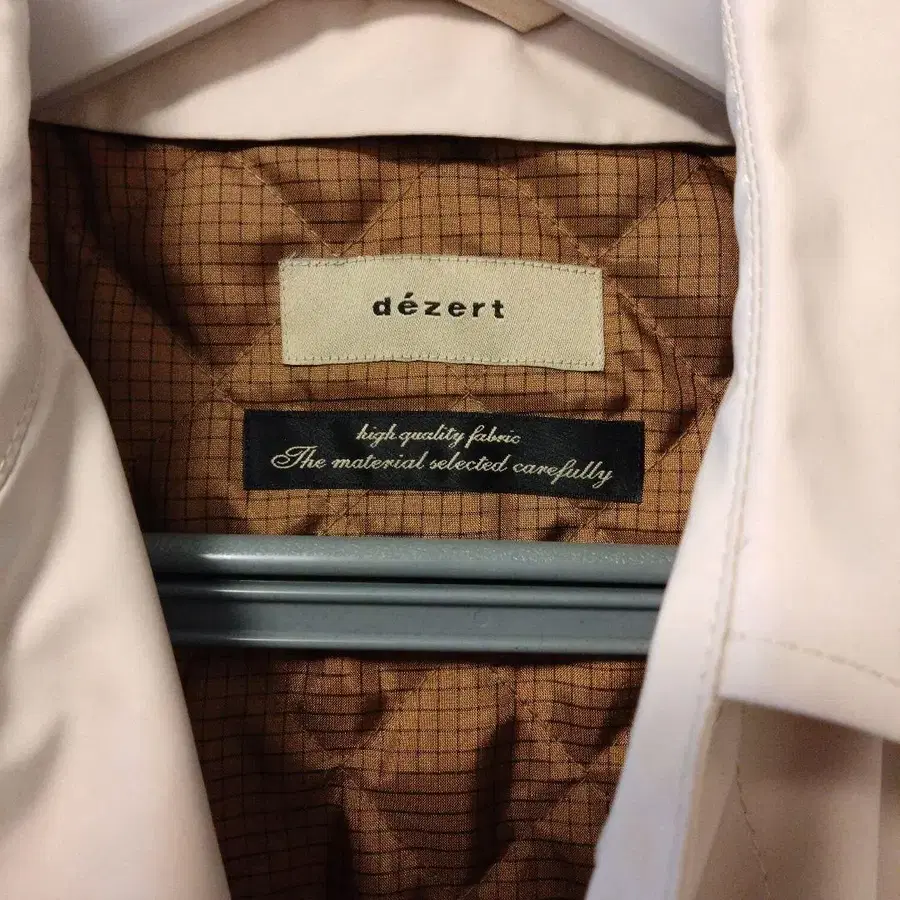 dézert
high quality fabric
The material selected carefully